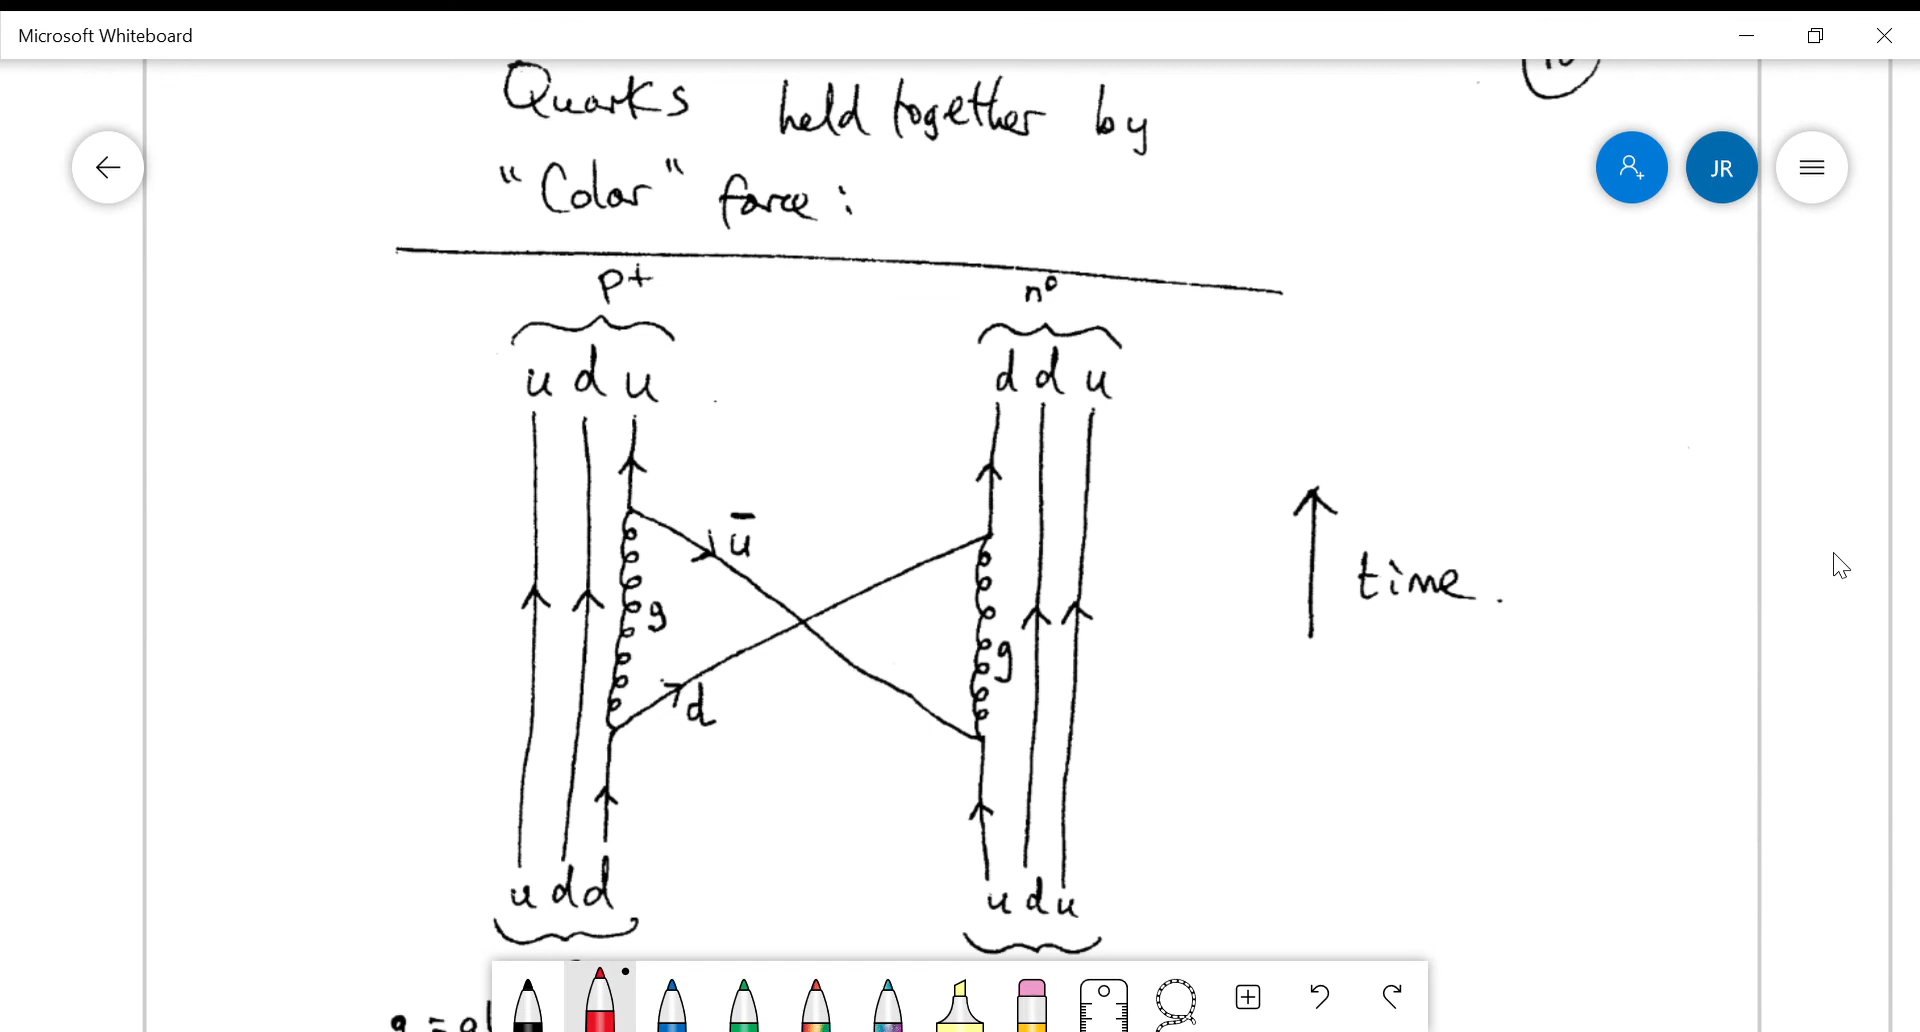 Microsoft Whiteboard
Quarks held together by
"Color" force:
JR
p+
n⁰
u d u
d d u
ū
g
g
d
time.
u d d
u d u